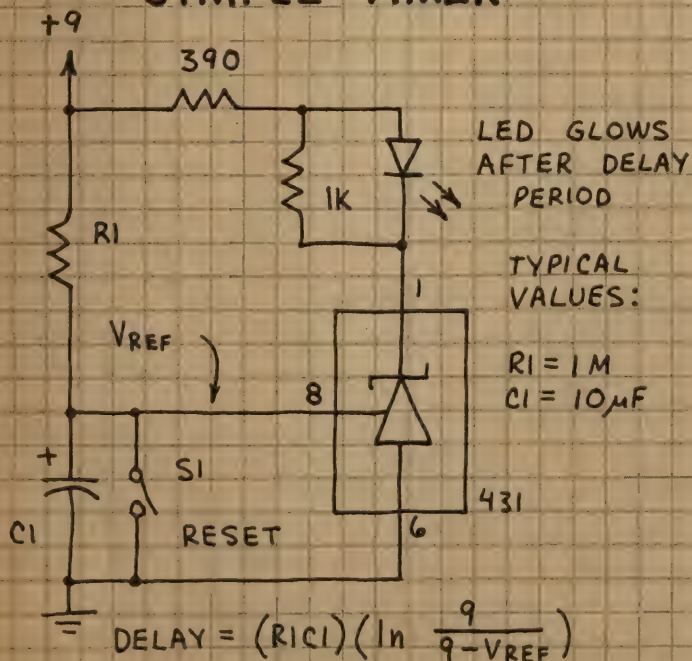 +9
390
LED GLOWS
AFTER DELAY
PERIOD
1K
R1
1
TYPICAL
VALUES:
VREF
R1 = 1M
C1 = 10µF
8
+
S1
431
C1
RESET
6
DELAY = (R1C1)(ln 9/9-VREF)